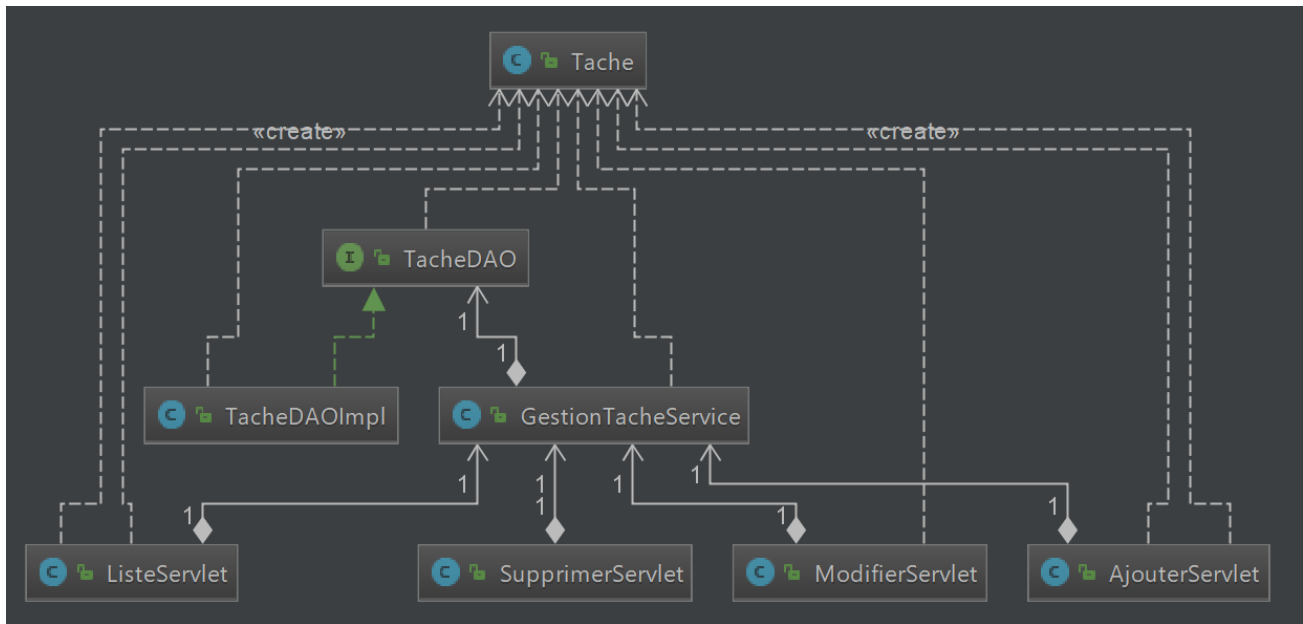 C Tache
«create» «create»
I TacheDAO
1
1
C TacheDAOImpl
C GestionTacheService
1 1 1 1
1 1 1 1
C ListeServlet
C SupprimerServlet
C ModifierServlet
C AjouterServlet